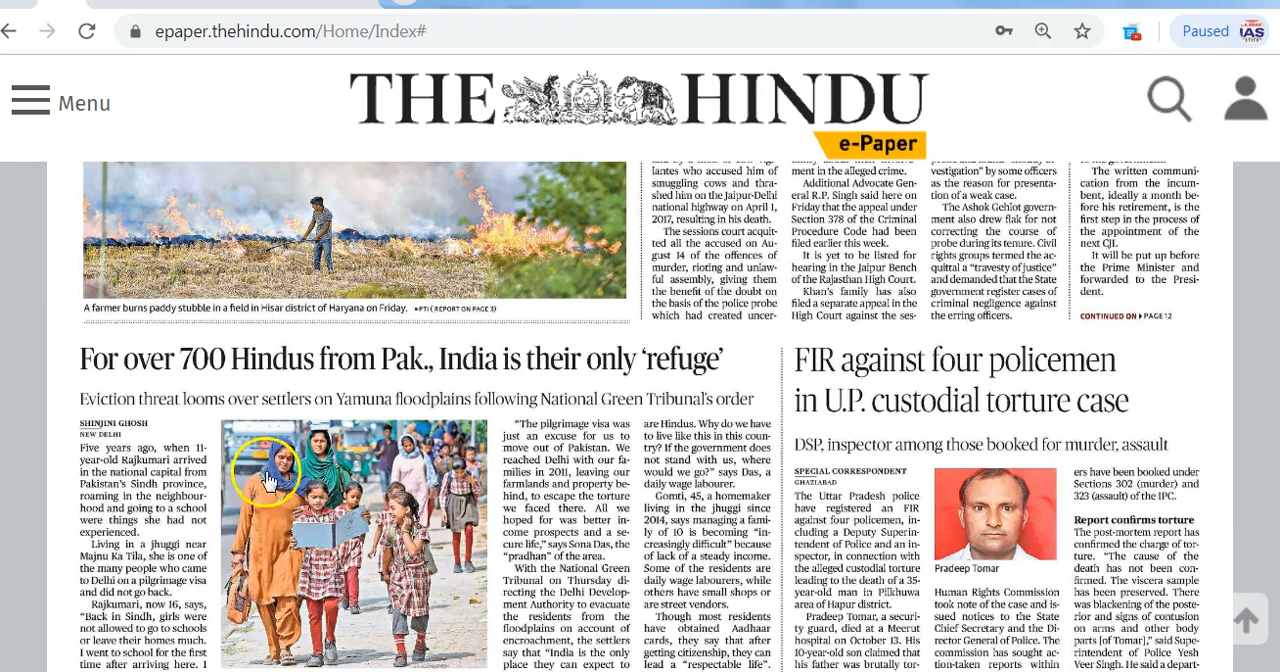 epaper.thehindu.com/Home/Index#
Paused
IAS
Menu
THE HINDU
e-Paper
lantes who accused him of
smuggling cows and thra-
shed him on the Jaipur-Delhi
national highway on April 1,
2017, resulting in his death.
The sessions court acquit-
ted all the accused on Au-
gust 14 of the offences of
murder, rioting and unlaw-
ful assembly, giving them
the benefit of the doubt on
the basis of the police probe
which had created uncer-
ment in the alleged crime.
Additional Advocate Gen-
eral R.P. Singh said here on
Friday that the appeal under
Section 378 of the Criminal
Procedure Code had been
filed earlier this week.
It is yet to be listed for
hearing in the Jaipur Bench
of the Rajasthan High Court.
Khan's family has also
filed a separate appeal in the
High Court against the ses-
vestigation" by some officers
as the reason for presenta-
tion of a weak case.
The Ashok Gehlot govern-
ment also drew flak for not
correcting the course of
probe during its tenure. Civil
rights groups termed the ac-
quittal a "travesty of justice"
and demanded that the State
government register cases of
criminal negligence against
the erring officers.
The written communi-
cation from the incum-
bent, ideally a month be-
fore his retirement, is the
first step in the process of
the appointment of the
next CJI.
It will be put up before
the Prime Minister and
forwarded to the Presi-
dent.
CONTINUED ON PAGE 12
A farmer burns paddy stubble in a field in Hisar district of Haryana on Friday. •PTI (REPORT ON PAGE 3)
For over 700 Hindus from Pak., India is their only 'refuge'
Eviction threat looms over settlers on Yamuna floodplains following National Green Tribunal's order
SHINJINI GHOSH
NEW DELHI
Five years ago, when 11-
year-old Rajkumari arrived
in the national capital from
Pakistan's Sindh province,
roaming in the neighbour-
hood and going to a school
were things she had not
experienced.
Living in a jhuggi near
Majnu Ka Tila, she is one of
the many people who came
to Delhi on a pilgrimage visa
and did not go back.
Rajkumari, now 16, says,
"Back in Sindh, girls were
not allowed to go to schools
or leave their homes much.
I went to school for the first
time after arriving here. I
"The pilgrimage visa was
just an excuse for us to
move out of Pakistan. We
reached Delhi with our fa-
milies in 2011, leaving our
farmlands and property be-
hind, to escape the torture
we faced there. All we
hoped for was better in-
come prospects and a se-
cure life," says Sona Das, the
"pradhan" of the area.
With the National Green
Tribunal on Thursday di-
recting the Delhi Develop-
ment Authority to evacuate
the residents from the
floodplains on account of
encroachment, the settlers
say that "India is the only
place they can expect to
are Hindus. Why do we have
to live like this in this coun-
try? If the government does
not stand with us, where
would we go?" says Das, a
daily wage labourer.
Gomti, 45, a homemaker
living in the jhuggi since
2014, says managing a fami-
ly of 10 is becoming "in-
creasingly difficult" because
of lack of a steady income.
Some of the residents are
daily wage labourers, while
others have small shops or
are street vendors.
Though most residents
have obtained Aadhaar
cards, they say that after
getting citizenship, they can
lead a "respectable life".
FIR against four policemen
in U.P. custodial torture case
DSP, inspector among those booked for murder, assault
SPECIAL CORRESPONDENT
GHAZIABAD
The Uttar Pradesh police
have registered an FIR
against four policemen, in-
cluding a Deputy Superin-
tendent of Police and an in-
spector, in connection with
the alleged custodial torture
leading to the death of a 35-
year-old man in Pilkhuwa
area of Hapur district.
Pradeep Tomar, a securi-
ty guard, died at a Meerut
hospital on October 13. His
10-year-old son claimed that
his father was brutally tor-
Pradeep Tomar
Human Rights Commission
took note of the case and is-
sued notices to the State
Chief Secretary and the Di-
rector General of Police. The
commission has sought ac-
tion-taken reports within
ers have been booked under
Sections 302 (murder) and
323 (assault) of the IPC.
Report confirms torture
The post-mortem report has
confirmed the charge of tor-
ture. "The cause of the
death has not been con-
firmed. The viscera sample
has been preserved. There
was blackening of the poste-
rior and signs of contusion
on arms and other body
parts [of Tomar]," said Supe-
rintendent of Police Yesh
Veer Singh. He said a depar-